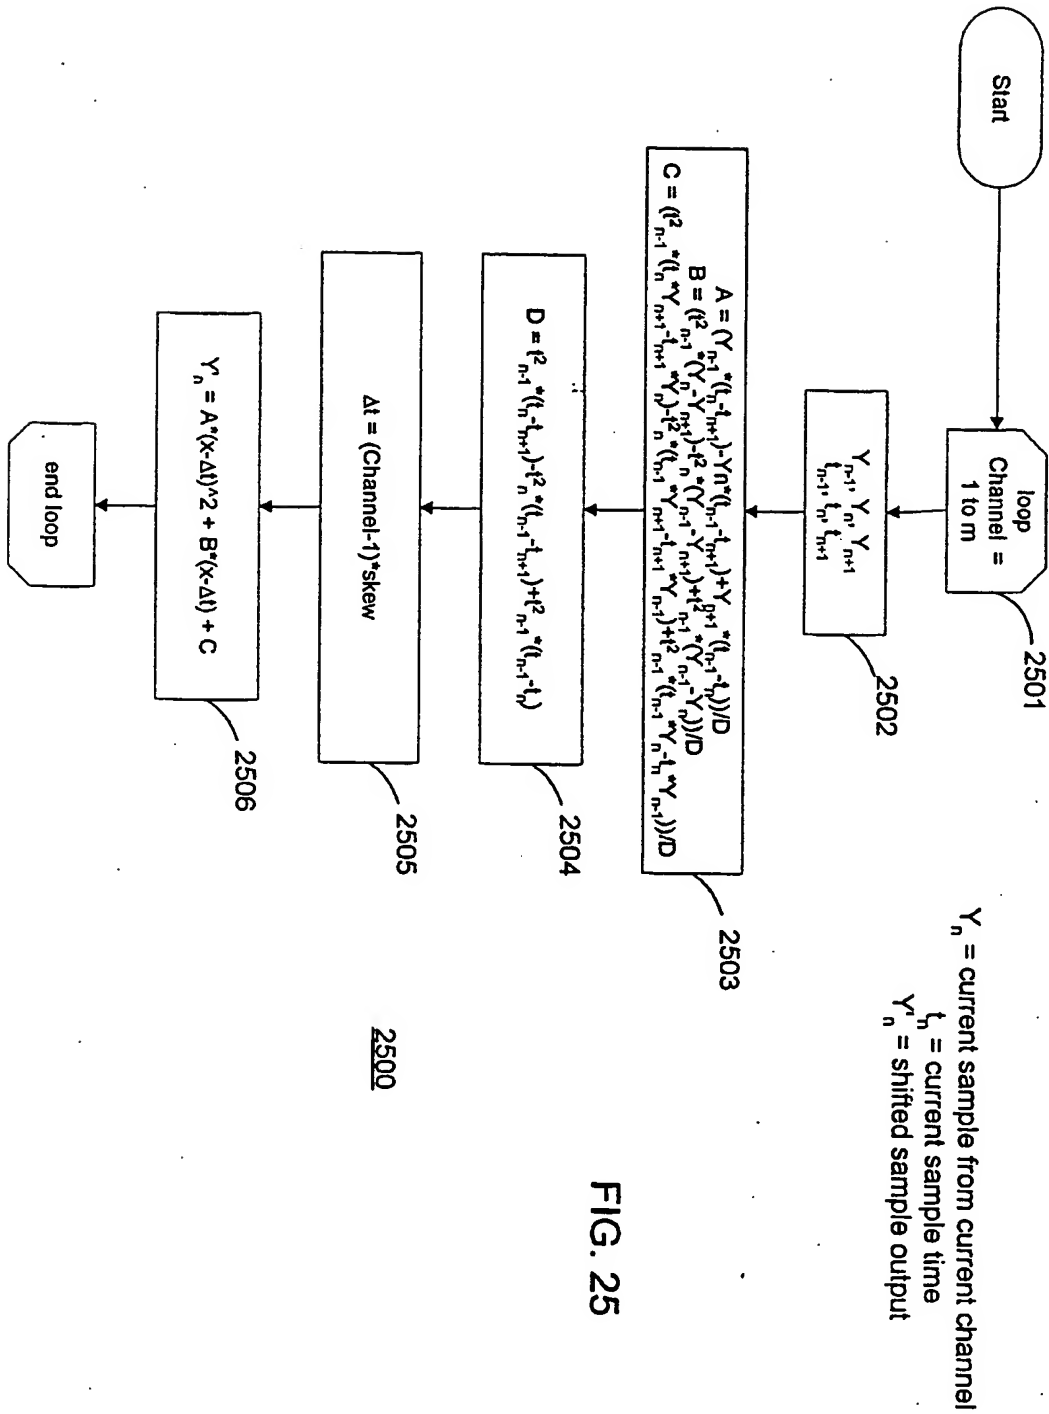 Start
loop
Channel =
1 to m
2501
Yn-1, Yn, Yn+1
tn-1, tn, tn+1
2502
A = (Yn-1*(tn-tn+1)-Yn*(tn-1-tn+1)+Yn+1*(tn-1-tn))/D
B = (t²n-1*(Yn-Yn+1)-t²n*(Yn-1-Yn+1)+t²n-1*(Yn-1-Yn))/D
C = (t²n-1*(tn*Yn+1-tn+1*Yn)-t²n*(tn-1*Yn+1-tn+1*Yn-1)+t²n-1*(tn-1*Yn-tn*Yn-1))/D
2503
D = t²n-1*(tn-tn+1)-t²n*(tn-1-tn+1)+t²n-1*(tn-1-tn)
2504
Δt = (Channel-1)*skew
2505
Y'n = A*(x-Δt)^2 + B*(x-Δt) + C
2506
end loop
Yn = current sample from current channel
tn = current sample time
Y'n = shifted sample output
2500
FIG. 25